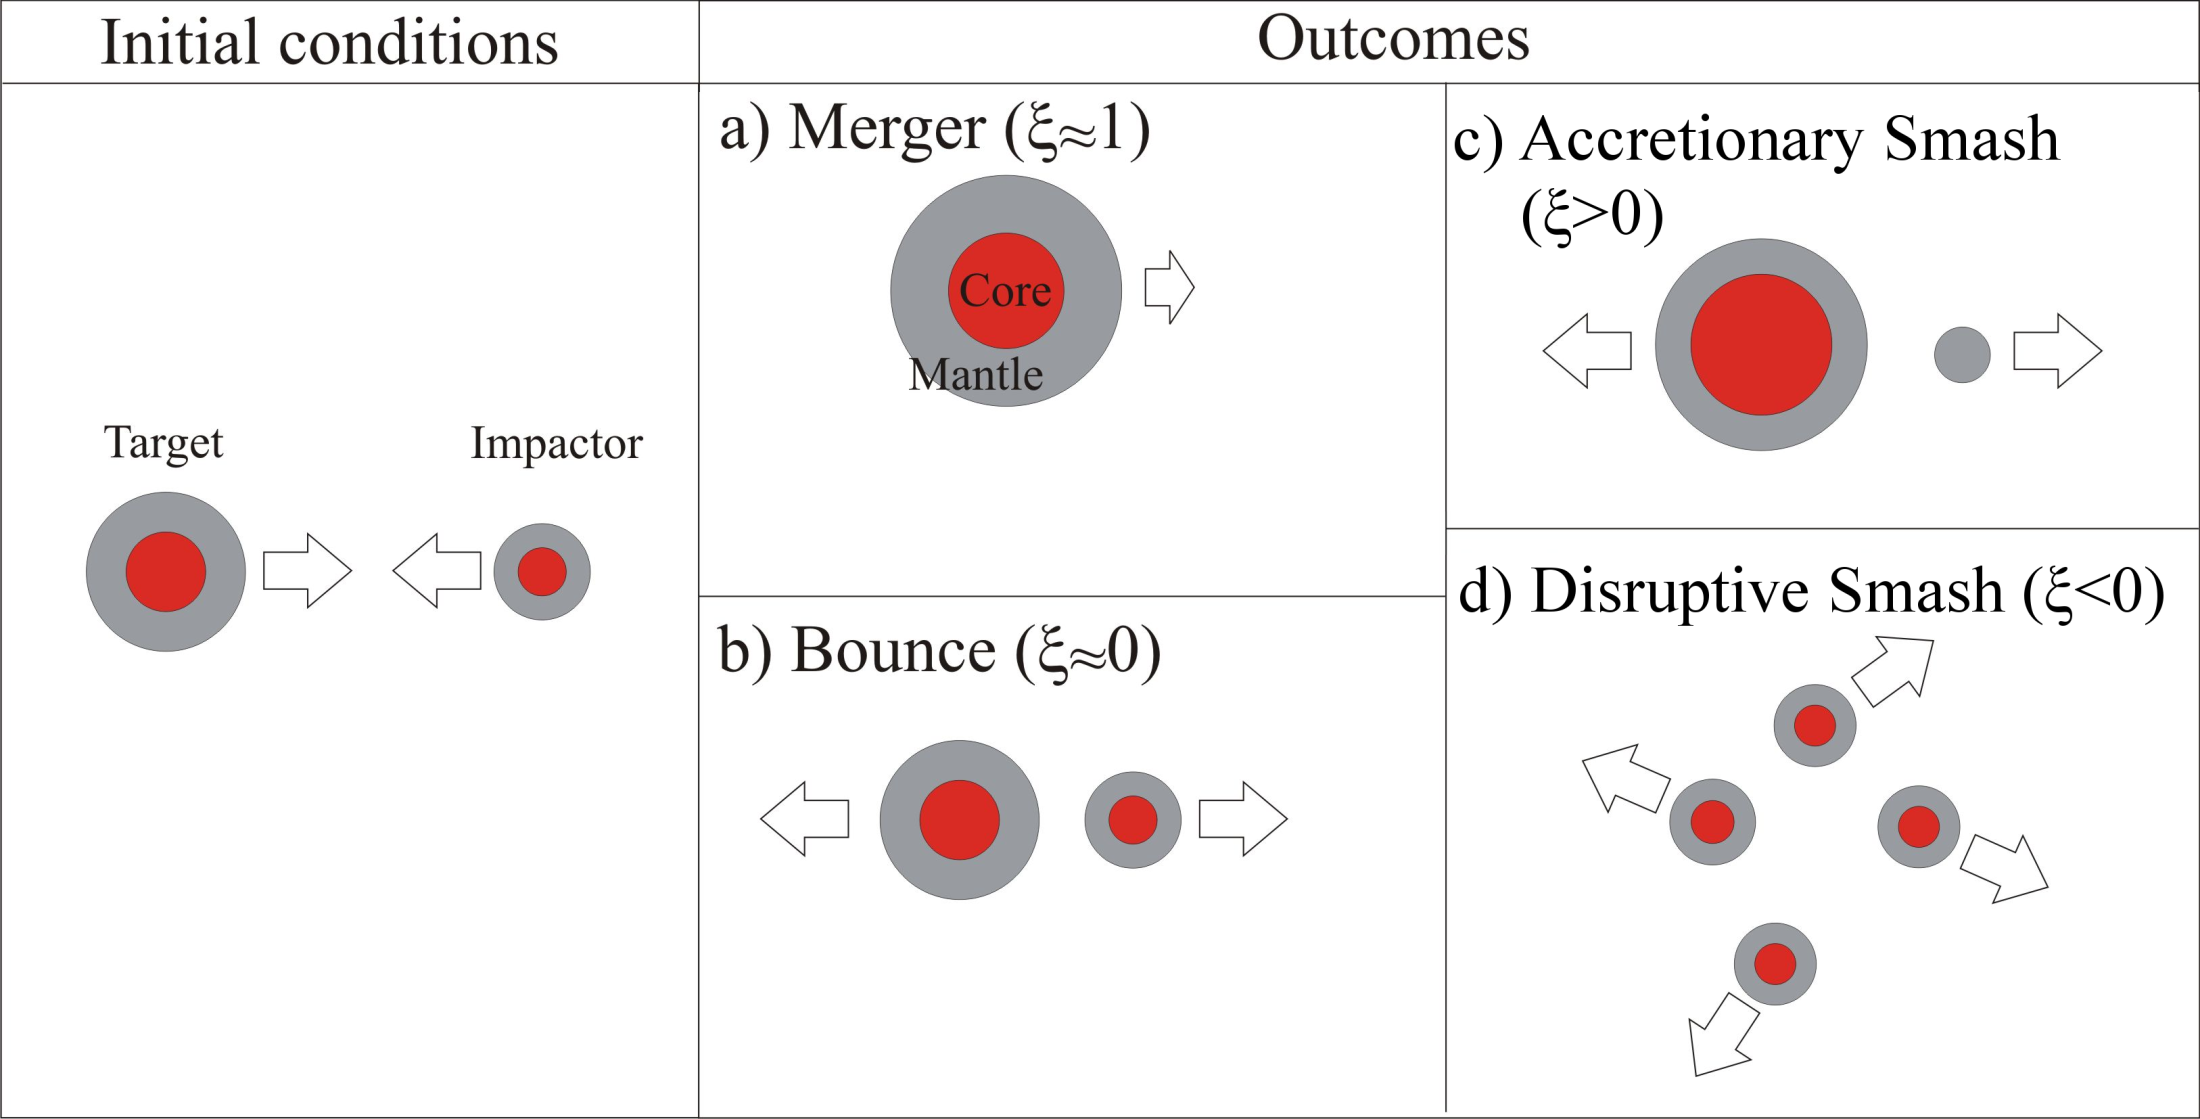 Initial conditions
Outcomes
Target
Impactor
a) Merger (ξ≈1)
Core
Mantle
b) Bounce (ξ≈0)
c) Accretionary Smash
(ξ>0)
d) Disruptive Smash (ξ<0)